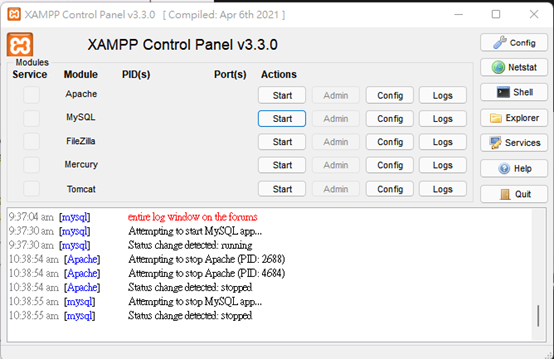 XAMPP Control Panel v3.3.0 [ Compiled: Apr 6th 2021 ]
XAMPP Control Panel v3.3.0
Config
Modules
Service Module PID(s) Port(s) Actions
Apache Start Admin Config Logs
Netstat
MySQL Start Admin Config Logs
Shell
FileZilla Start Admin Config Logs
Explorer
Mercury Start Admin Config Logs
Services
Tomcat Start Admin Config Logs
Help
Quit
9:37:04 am [mysql] entire log window on the forums
9:37:30 am [mysql] Attempting to start MySQL app...
9:37:30 am [mysql] Status change detected: running
10:38:54 am [Apache] Attempting to stop Apache (PID: 2688)
10:38:54 am [Apache] Attempting to stop Apache (PID: 4684)
10:38:54 am [Apache] Status change detected: stopped
10:38:55 am [mysql] Attempting to stop MySQL app...
10:38:55 am [mysql] Status change detected: stopped